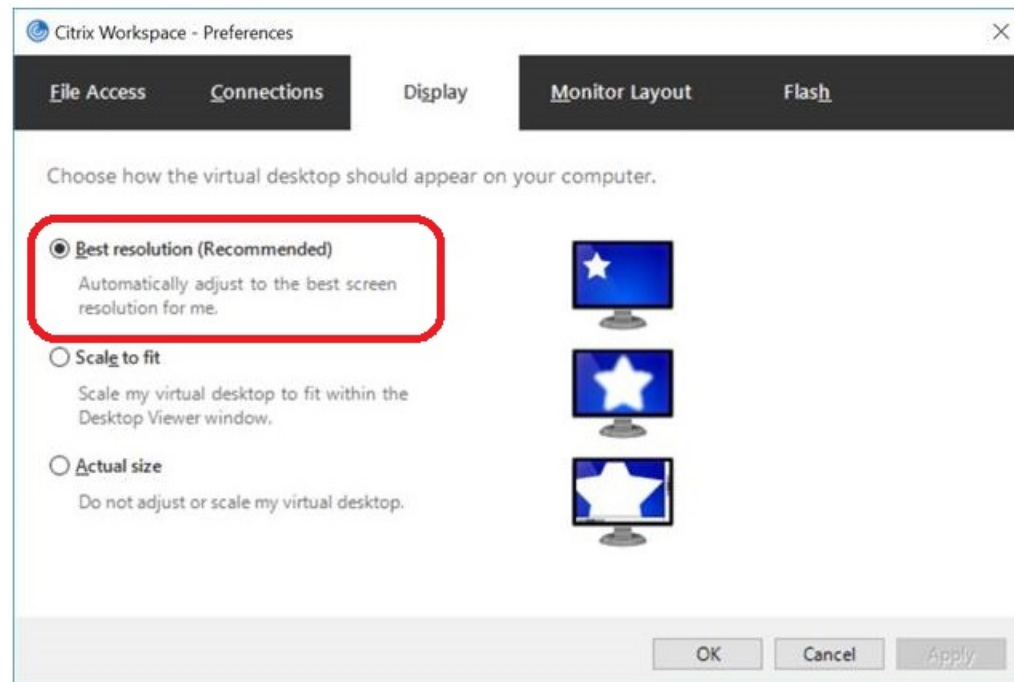 Citrix Workspace - Preferences
File Access Connections Display Monitor Layout Flash
Choose how the virtual desktop should appear on your computer.
Best resolution (Recommended)
Automatically adjust to the best screen
resolution for me.
Scale to fit
Scale my virtual desktop to fit within the
Desktop Viewer window.
Actual size
Do not adjust or scale my virtual desktop.
OK Cancel Apply